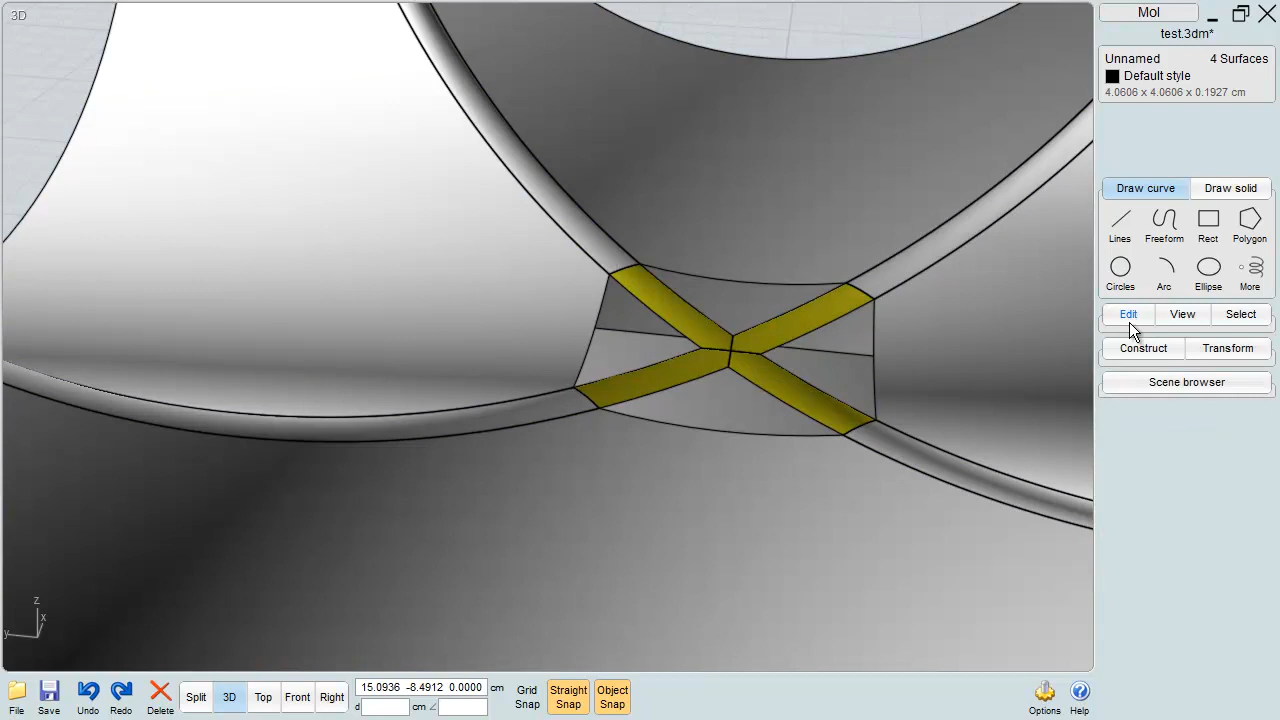 3D
MoI
test.3dm*
Unnamed 4 Surfaces
Default style
4.0606 x 4.0606 x 0.1927 cm
Draw curve Draw solid
Lines Freeform Rect Polygon
Circles Arc Ellipse More
Edit View Select
Construct Transform
Scene browser
z
x
y
File Save Undo Redo Delete Split 3D Top Front Right
15.0936 -8.4912 0.0000 cm
d cm ∠
Grid Snap
Straight Snap
Object Snap
Options Help